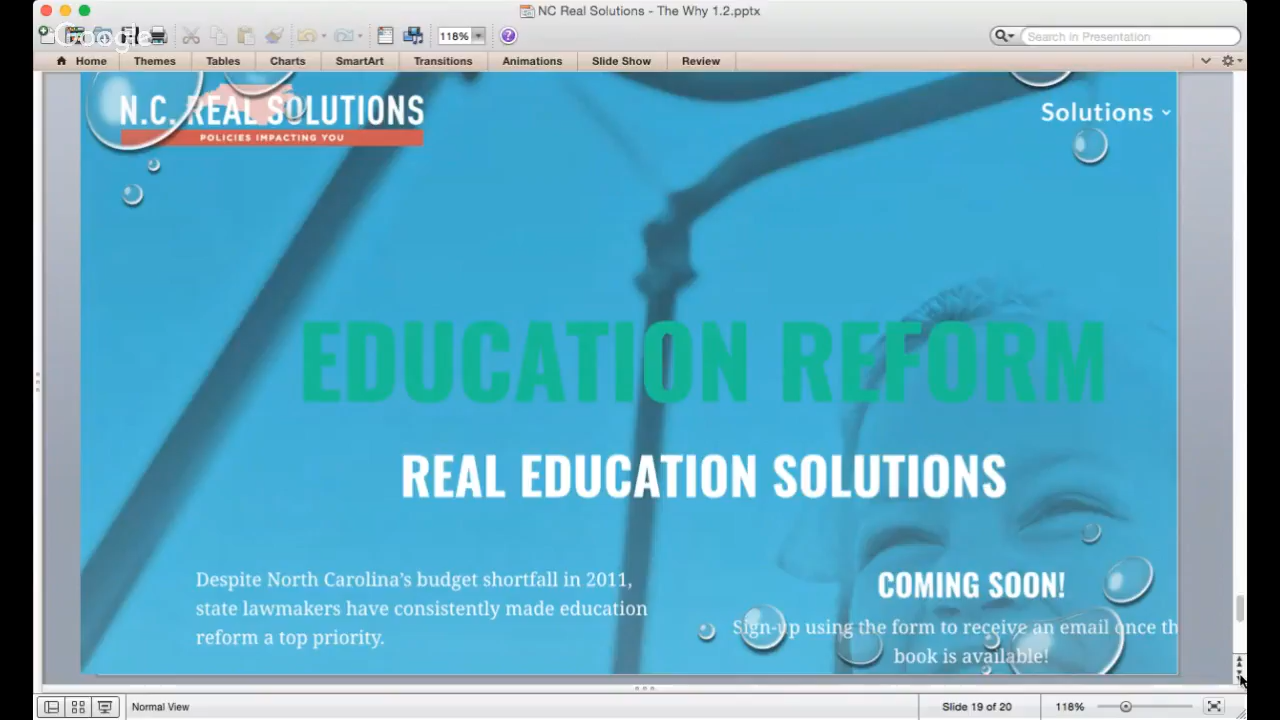 NC Real Solutions - The Why 1.2.pptx
Google
118%
Search in Presentation
Home Themes Tables Charts SmartArt Transitions Animations Slide Show Review
N.C. REAL SOLUTIONS
POLICIES IMPACTING YOU
Solutions
EDUCATION REFORM
REAL EDUCATION SOLUTIONS
Despite North Carolina's budget shortfall in 2011,
state lawmakers have consistently made education
reform a top priority.
COMING SOON!
Sign-up using the form to receive an email once th
book is available!
Normal View
Slide 19 of 20
118%